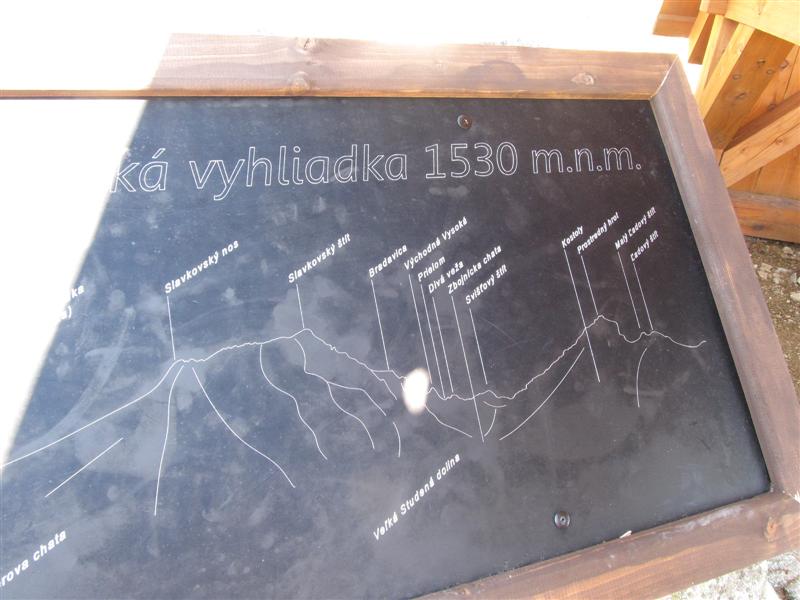 ká vyhliadka 1530 m.n.m.
Slavkovský nos
Slavkovský štít
Bradavica
Východná Vysoká
Prielom
Divá veža
Zbojnícka chata
Svišťový štít
Kostoly
Prostredný hrot
Malý Ľadový štít
Ľadový štít
Veľká Studená dolina
rova chata